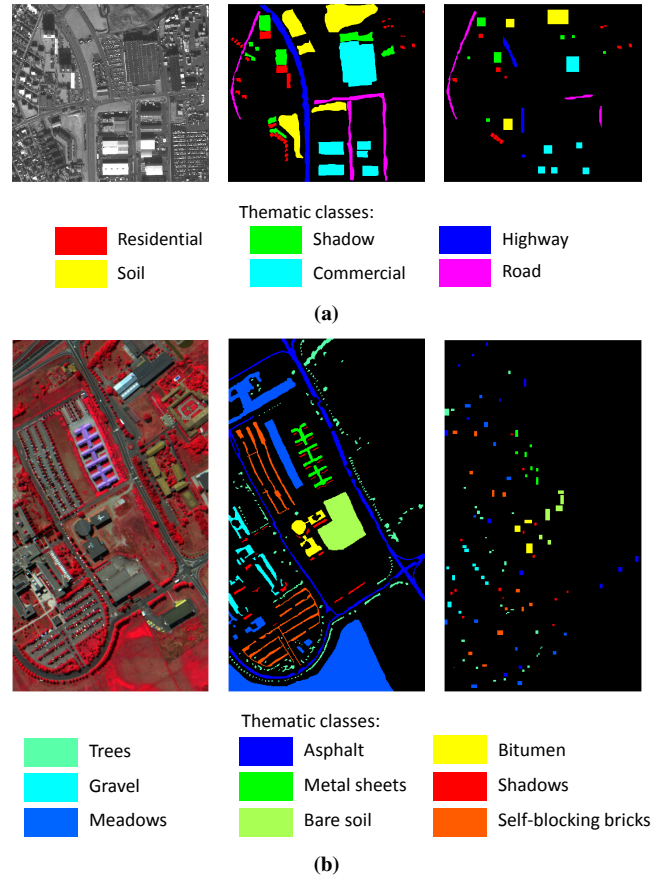 Thematic classes:
Residential Shadow Highway
Soil Commercial Road
(a)
Thematic classes:
Trees Asphalt Bitumen
Gravel Metal sheets Shadows
Meadows Bare soil Self-blocking bricks
(b)